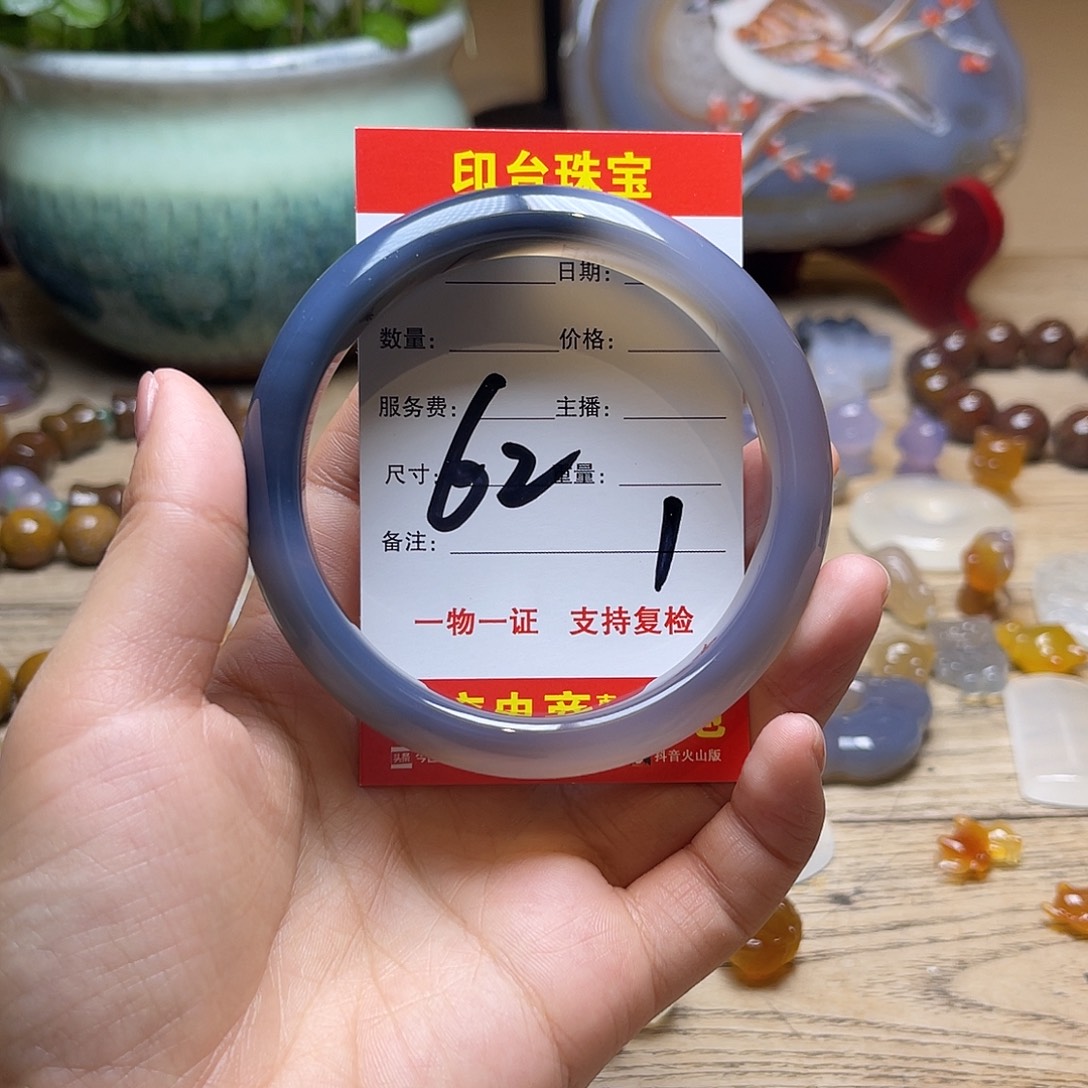 印台珠宝
日期：
数量： 价格：
服务费： 主播：
尺寸： 62 重量：
1
备注：
一物一证 支持复检
抖音火山版